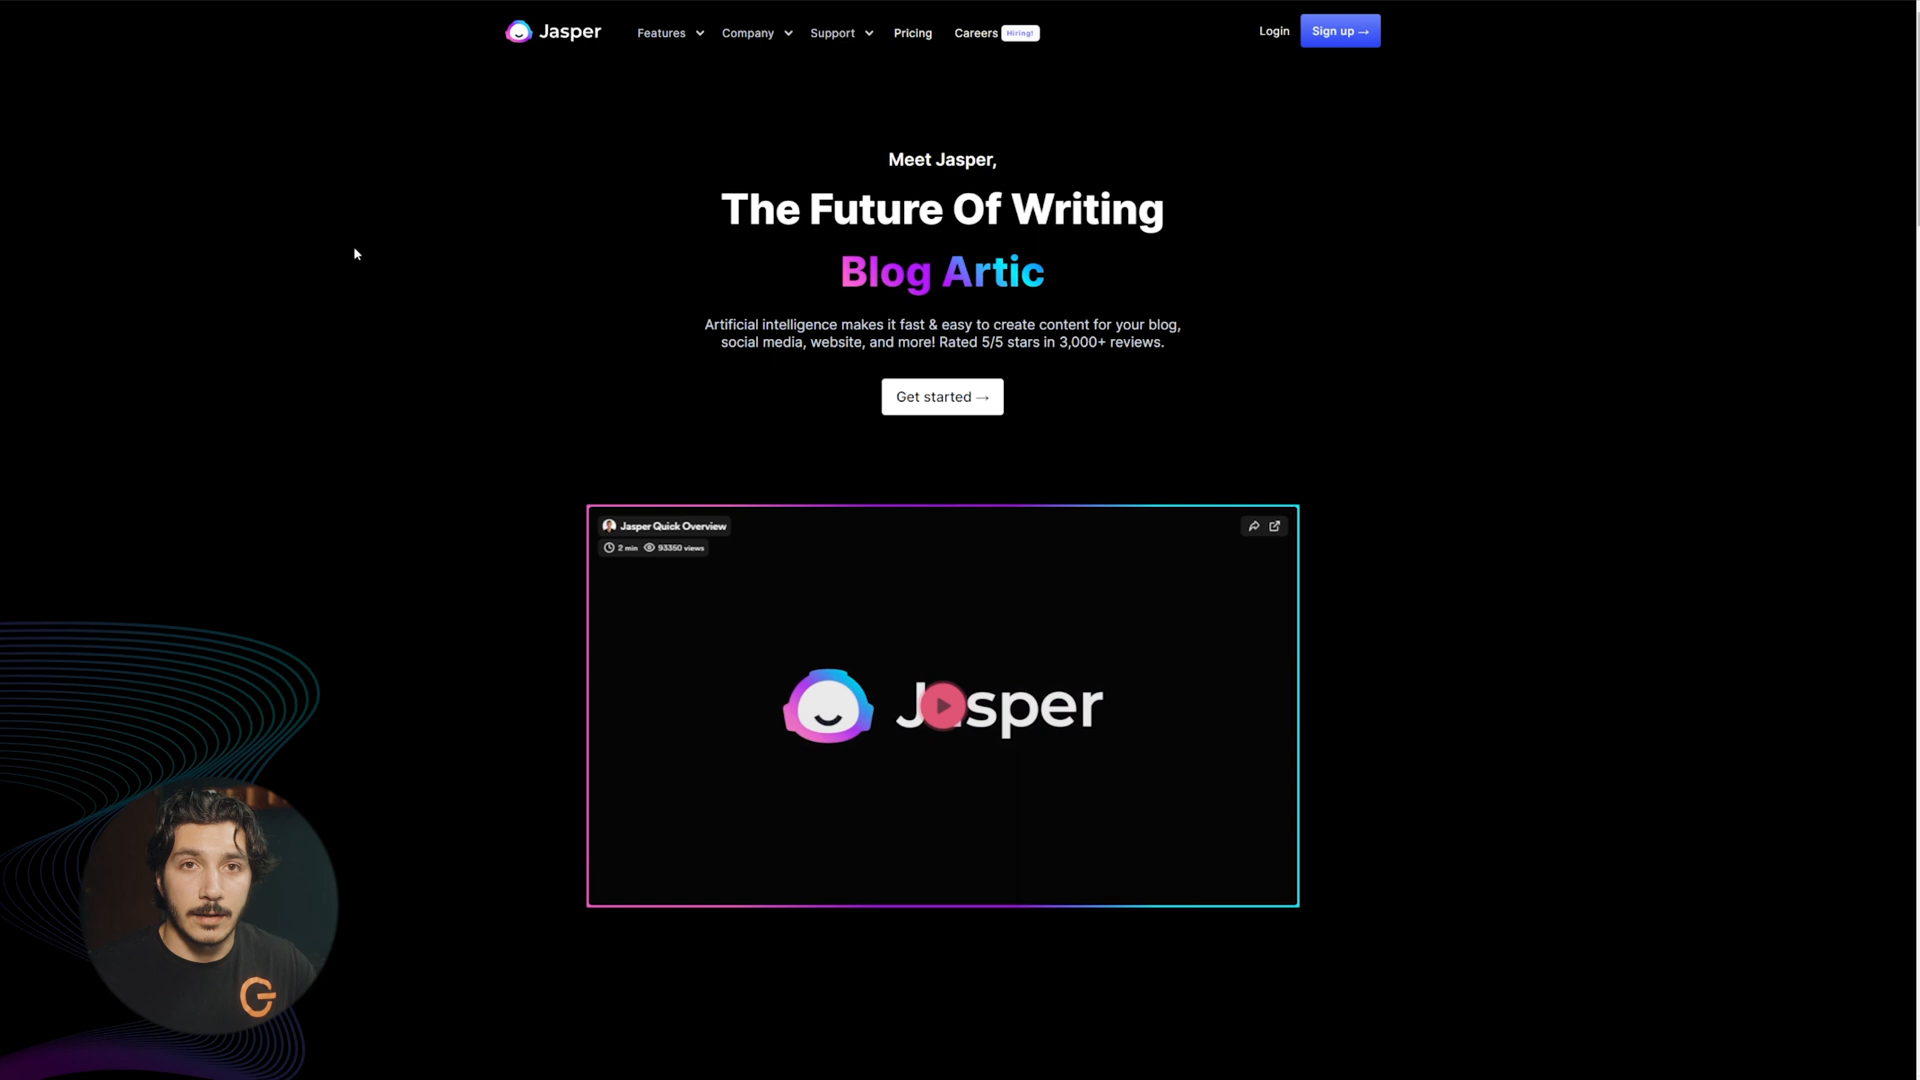 Jasper
Features
Company
Support
Pricing
Careers
Hiring!
Login
Sign up →
Meet Jasper,
The Future Of Writing
Blog Artic
Artificial intelligence makes it fast & easy to create content for your blog,
social media, website, and more! Rated 5/5 stars in 3,000+ reviews.
Get started →
Jasper Quick Overview
2 min 93350 views
Jasper